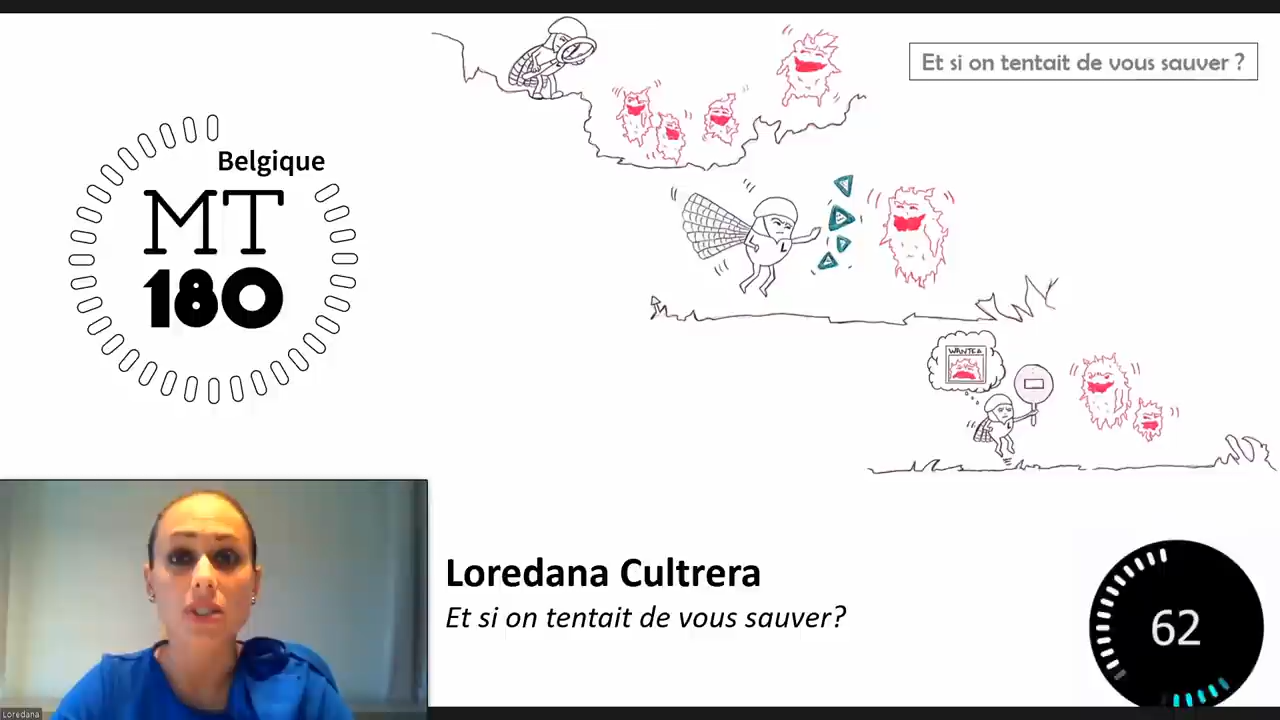 Et si on tentait de vous sauver ?
Belgique
MT
180
L
WANTED
L
Loredana Cultrera
Et si on tentait de vous sauver?
62
Loredana